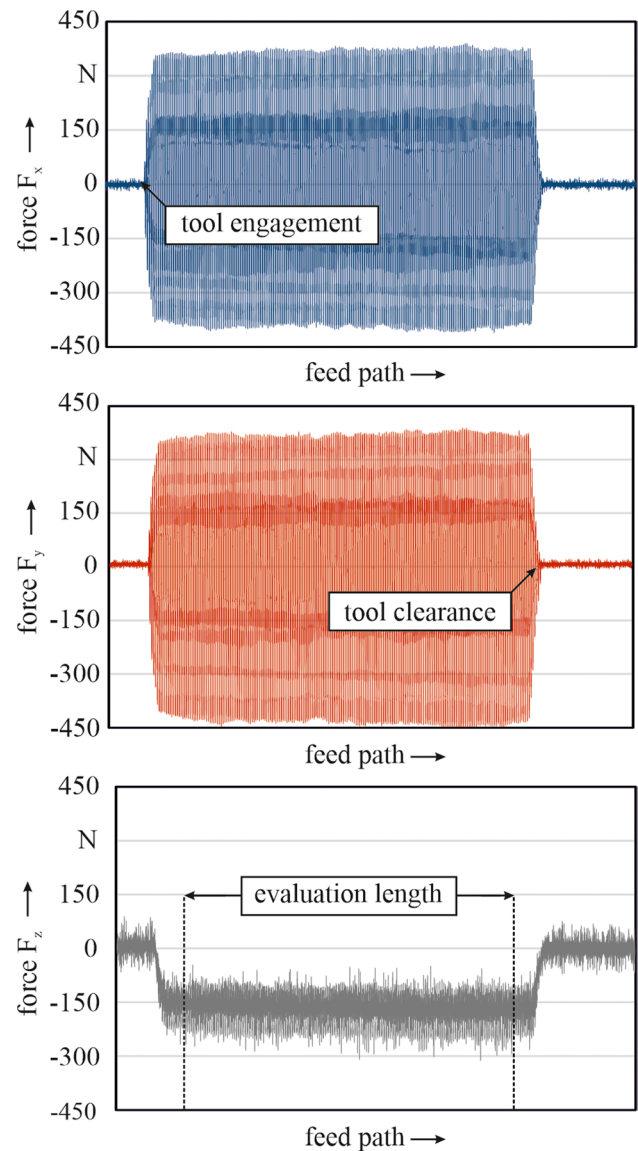 450
N
150
0
-150
-300
-450
force Fx
tool engagement
feed path
450
N
150
0
-150
-300
-450
force Fy
tool clearance
feed path
450
N
150
0
-150
-300
-450
force Fz
evaluation length
feed path